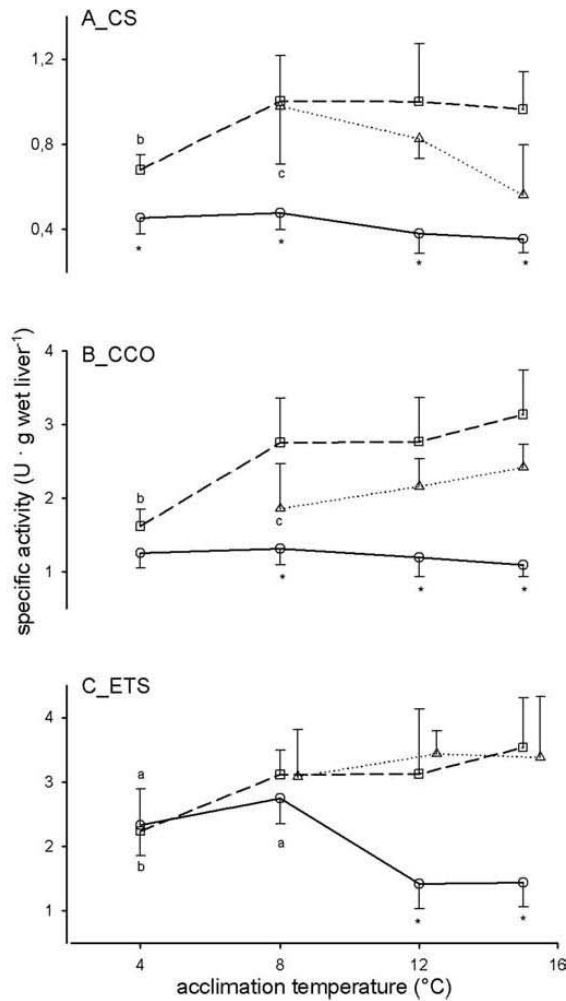 A_CS
1,2
0,8
0,4
b
c
*
*
*
*
B_CCO
4
3
2
1
b
c
*
*
*
specific activity (U · g wet liver⁻¹)
C_ETS
4
3
2
1
a
b
a
*
*
4
8
12
16
acclimation temperature (°C)